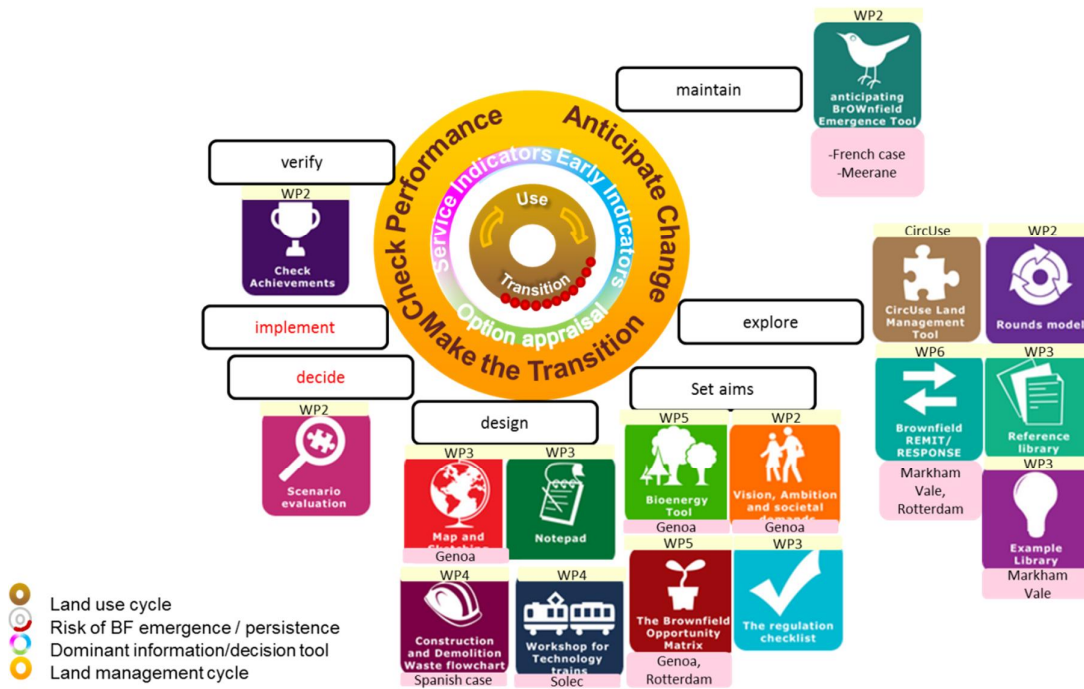 WP2
anticipating
BrOWnfield
Emergence Tool
-French case
-Meerane
maintain
verify
WP2
Check
Achievements
Check Performance
Anticipate Change
Make the Transition
Service Indicators
Early Indicators
Option appraisal
Use
Transition
implement
decide
WP2
Scenario
evaluation
explore
CircUse
CircUse Land
Management
Tool
WP2
Rounds model
WP6
Brownfield
REMIT/
RESPONSE
Markham
Vale,
Rotterdam
WP3
Reference
library
WP3
Example
Library
Markham
Vale
Set aims
WP5
Bioenergy
Tool
Genoa
WP2
Vision, Ambition
and societal
demands
Genoa
WP5
The Brownfield
Opportunity
Matrix
Genoa,
Rotterdam
WP3
The regulation
checklist
design
WP3
Map and
Genoa
WP3
Notepad
WP4
Construction
and Demolition
Waste flowchart
Spanish case
WP4
Workshop for
Technology
trains
Solec
Land use cycle
Risk of BF emergence / persistence
Dominant information/decision tool
Land management cycle